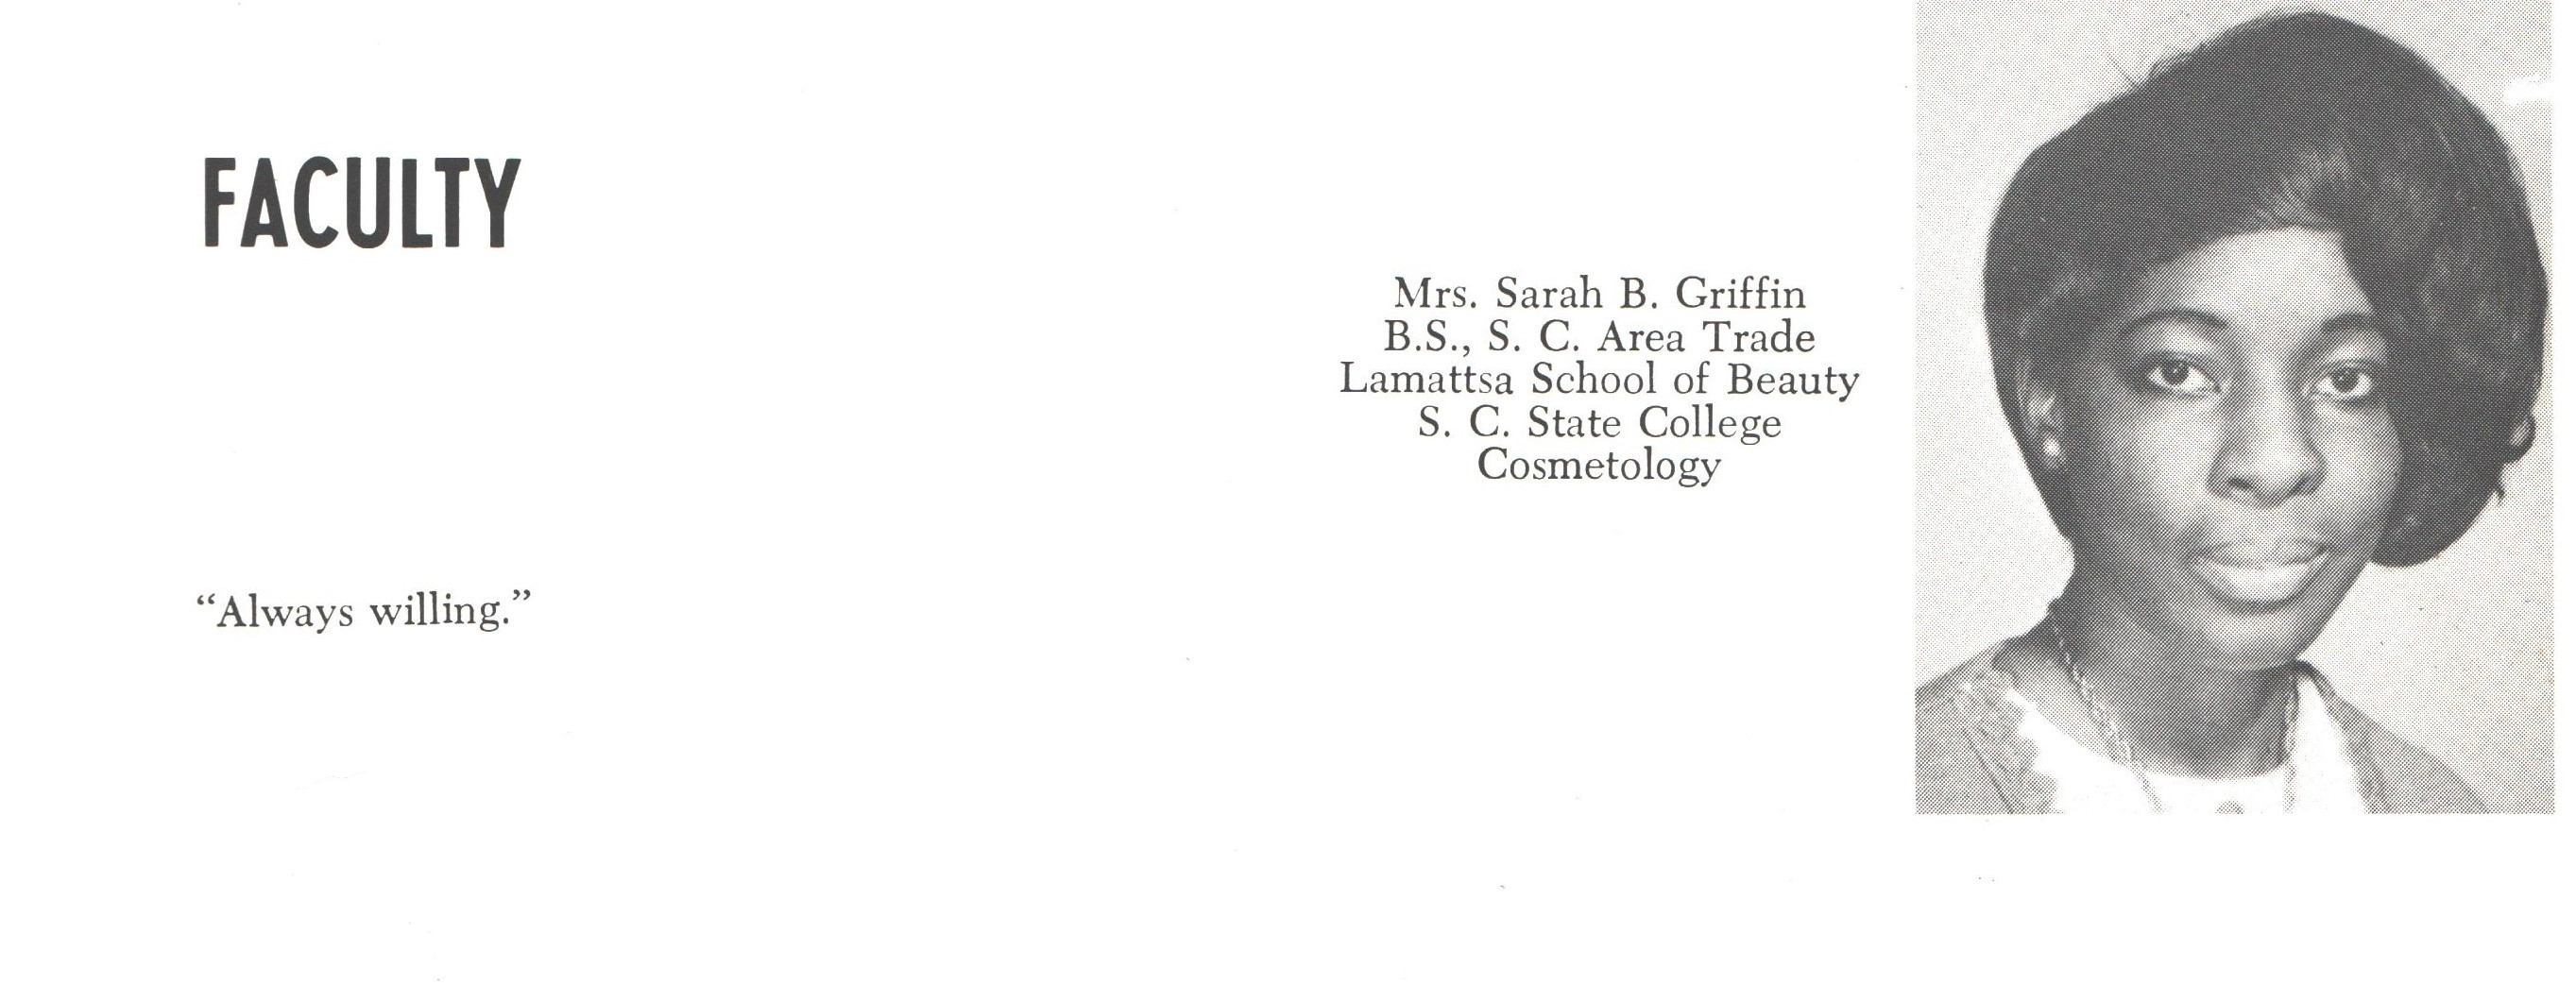 FACULTY
Mrs. Sarah B. Griffin
B.S., S. C. Area Trade
Lamattsa School of Beauty
S. C. State College
Cosmetology
“Always willing.”